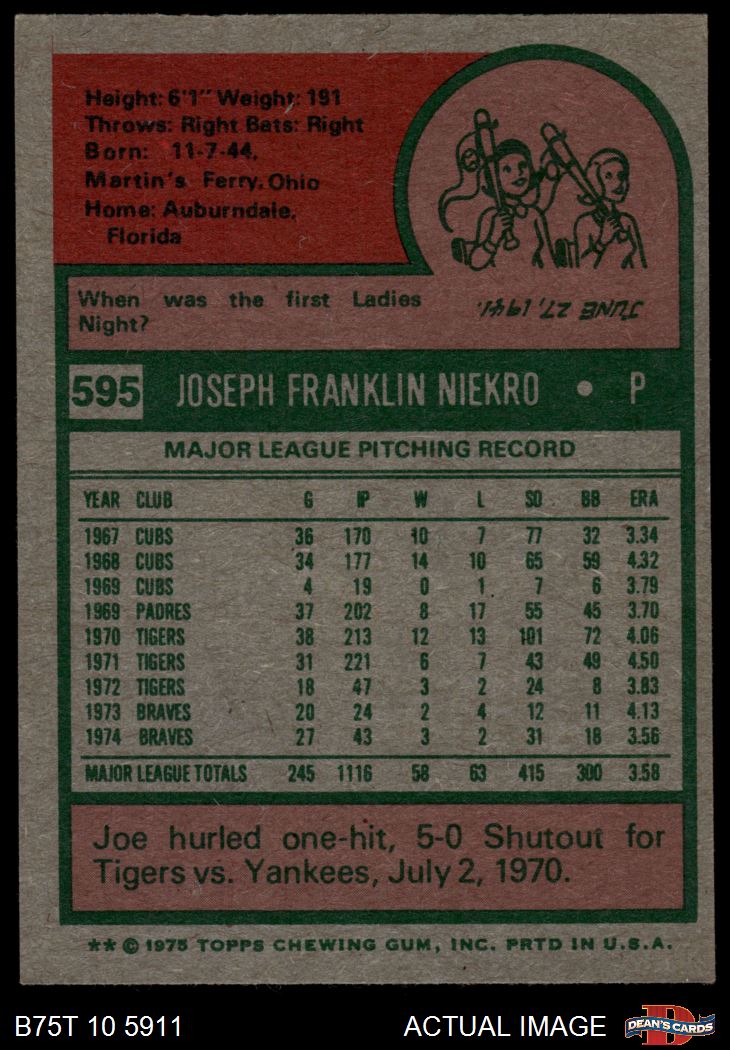 Height: 6'1" Weight: 191
Throws: Right Bats: Right
Born: 11-7-44,
Martin's Ferry, Ohio
Home: Auburndale,
Florida
When was the first Ladies
Night?
JUNE 27, 1941.
595 JOSEPH FRANKLIN NIEKRO • P
MAJOR LEAGUE PITCHING RECORD
YEAR CLUB G IP W L SO BB ERA
1967 CUBS 36 170 10 7 77 32 3.34
1968 CUBS 34 177 14 10 65 59 4.32
1969 CUBS 4 19 0 1 7 6 3.79
1969 PADRES 37 202 8 17 55 45 3.70
1970 TIGERS 38 213 12 13 101 72 4.06
1971 TIGERS 31 221 6 7 43 49 4.50
1972 TIGERS 18 47 3 2 24 8 3.83
1973 BRAVES 20 24 2 4 12 11 4.13
1974 BRAVES 27 43 3 2 31 18 3.56
MAJOR LEAGUE TOTALS 245 1116 58 63 415 300 3.58
Joe hurled one-hit, 5-0 Shutout for
Tigers vs. Yankees, July 2, 1970.
** © 1975 TOPPS CHEWING GUM, INC. PRTD IN U.S.A.
B75T 10 5911 ACTUAL IMAGE D DEAN'S CARDS